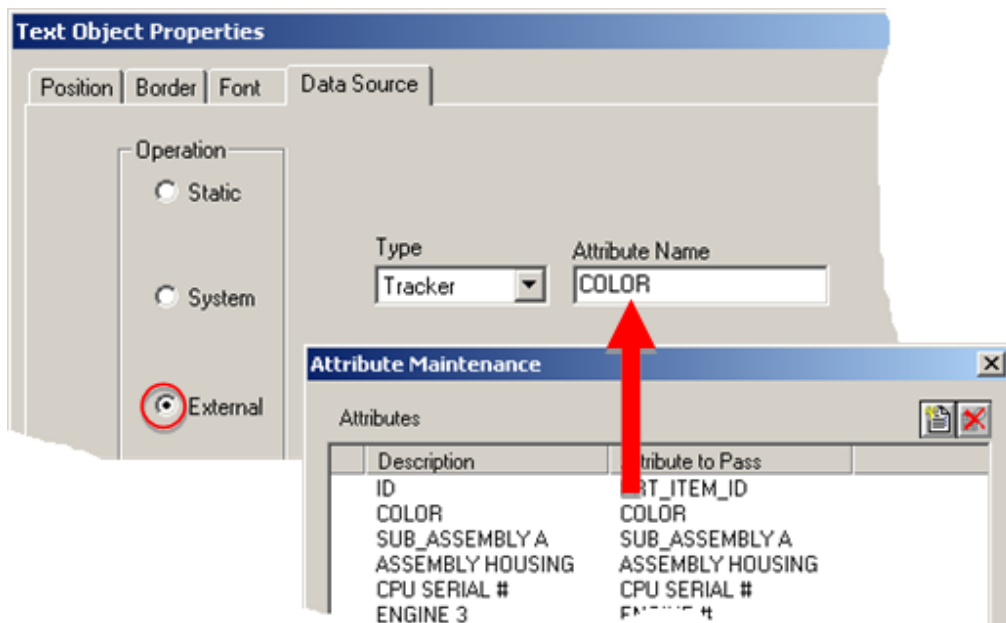 Text Object Properties
Position Border Font Data Source
Operation
Static
Type Attribute Name
System Tracker COLOR
External
Attribute Maintenance
Attributes
Description to Pass
ID
COLOR COLOR
SUB_ASSEMBLY A SUB_ASSEMBLY A
ASSEMBLY HOUSING ASSEMBLY HOUSING
CPU SERIAL # CPU SERIAL #
ENGINE 3